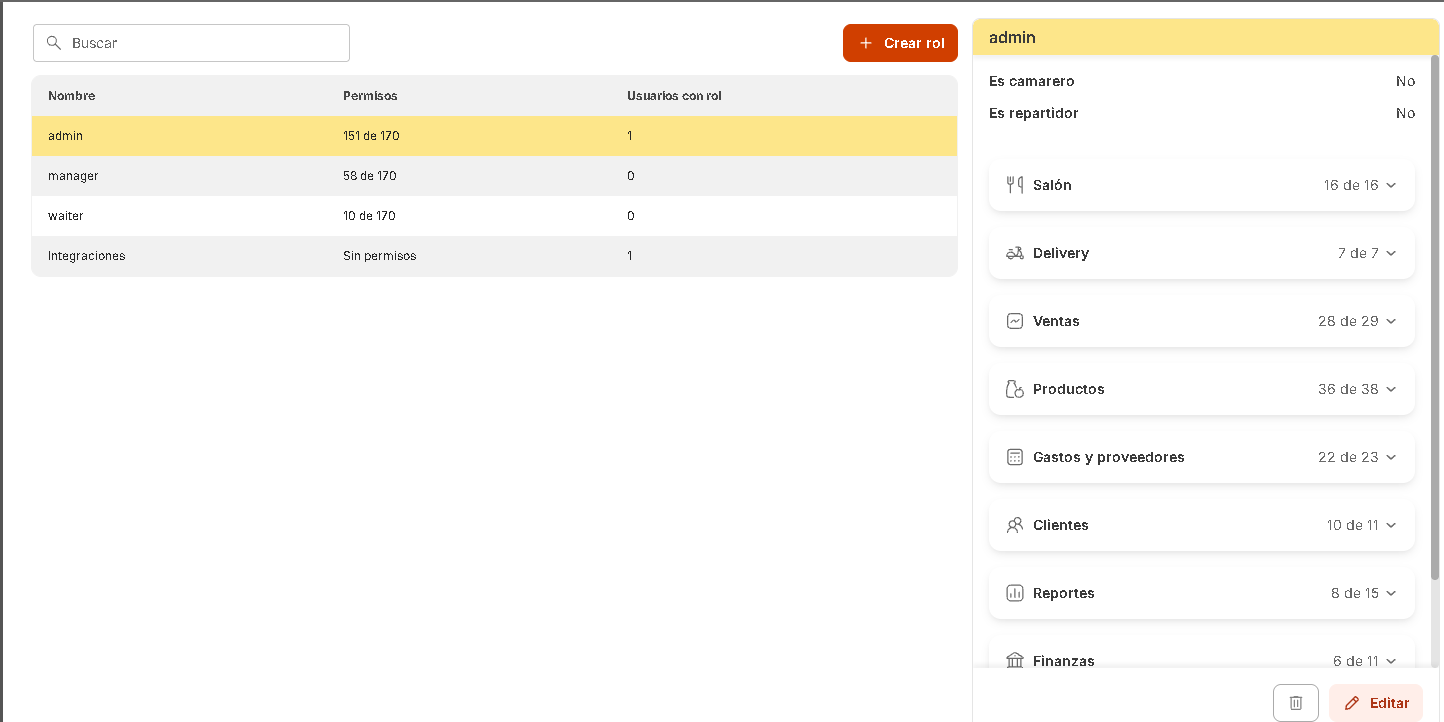 Buscar
Crear rol
Nombre Permisos Usuarios con rol
admin 151 de 170 1
manager 58 de 170 0
waiter 10 de 170 0
Integraciones Sin permisos 1
admin
Es camarero No
Es repartidor No
Salón 16 de 16
Delivery 7 de 7
Ventas 28 de 29
Productos 36 de 38
Gastos y proveedores 22 de 23
Clientes 10 de 11
Reportes 8 de 15
Finanzas 6 de 11
Editar